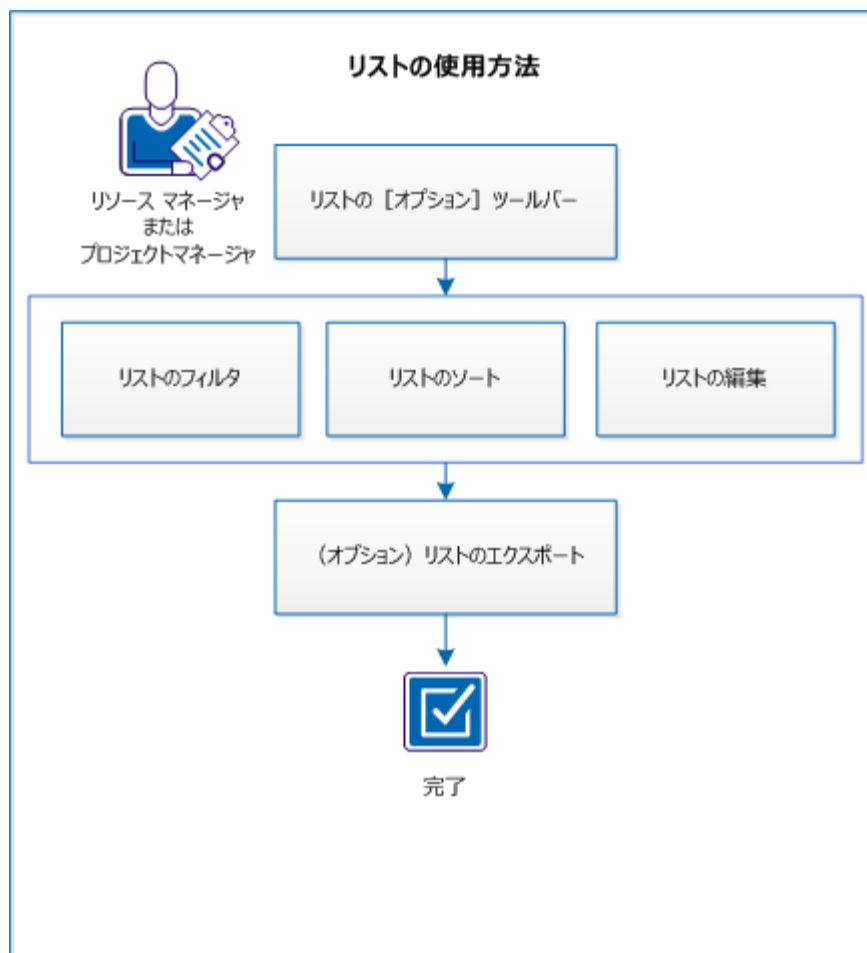 リストの使用方法
リソース マネージャ
または
プロジェクトマネージャ
リストの［オプション］ツールバー
リストのフィルタ
リストのソート
リストの編集
（オプション）リストのエクスポート
完了